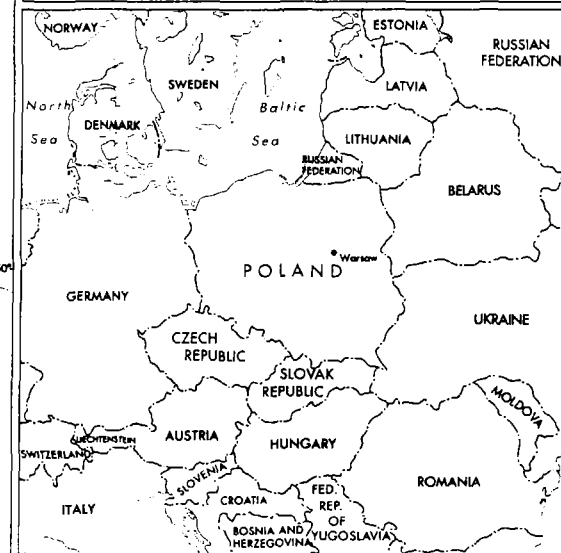 NORWAY
ESTONIA
RUSSIAN
FEDERATION
SWEDEN
LATVIA
North
Sea
Baltic
Sea
DENMARK
LITHUANIA
RUSSIAN
FEDERATION
BELARUS
Warsaw
POLAND
GERMANY
UKRAINE
CZECH
REPUBLIC
SLOVAK
REPUBLIC
MOLDOVA
LIECHTENSTEIN
AUSTRIA
HUNGARY
SWITZERLAND
SLOVENIA
ROMANIA
ITALY
CROATIA
FED.
REP.
OF
YUGOSLAVIA
BOSNIA AND
HERZEGOVINA